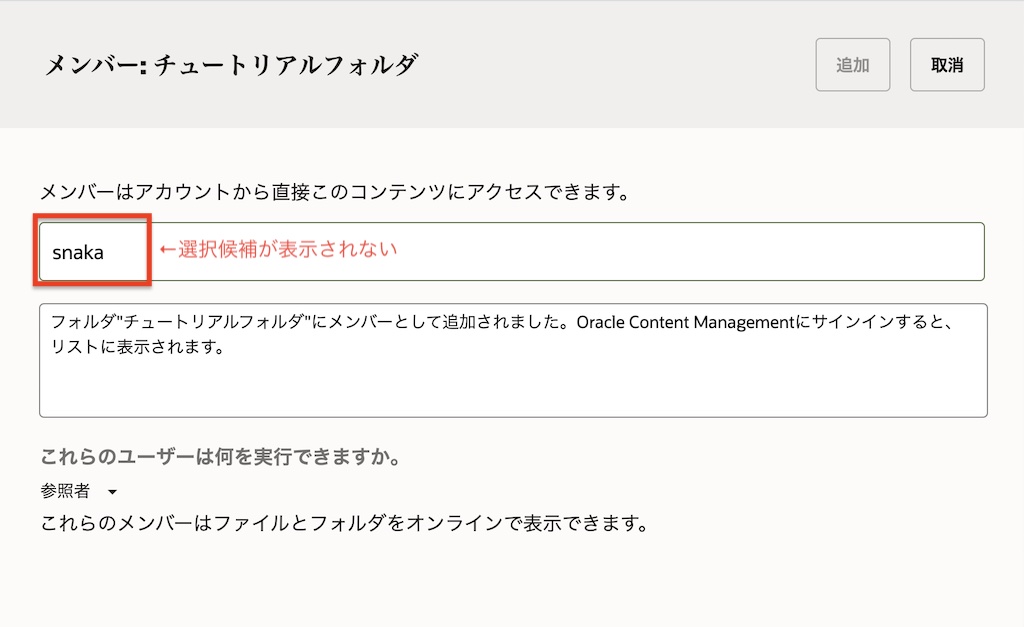 メンバー: チュートリアルフォルダ
追加
取消
メンバーはアカウントから直接このコンテンツにアクセスできます。
snaka
←選択候補が表示されない
フォルダ"チュートリアルフォルダ"にメンバーとして追加されました。Oracle Content Managementにサインインすると、
リストに表示されます。
これらのユーザーは何を実行できますか。
参照者
これらのメンバーはファイルとフォルダをオンラインで表示できます。